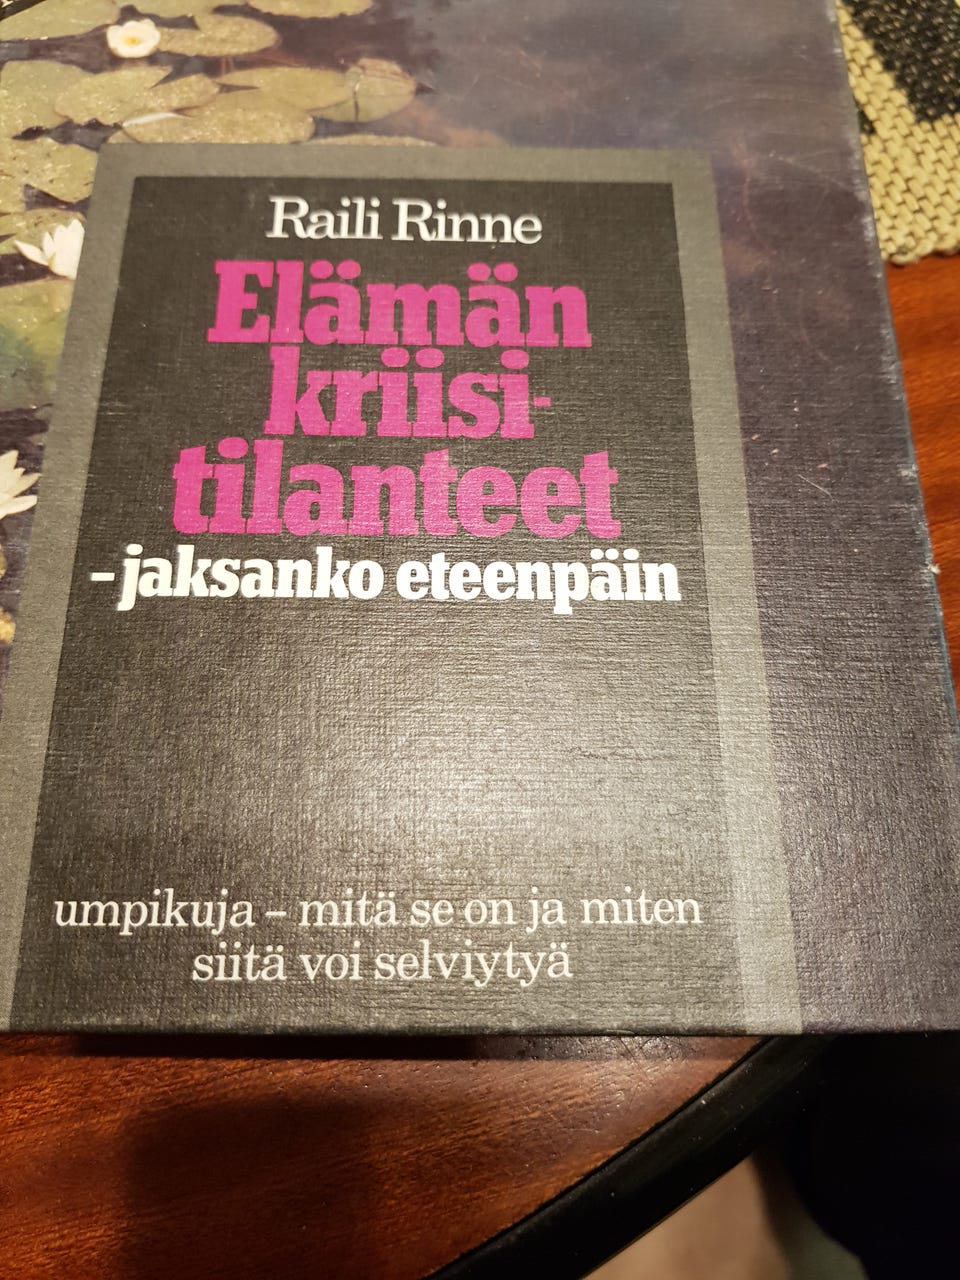 Raili Rinne
Elämän
kriisi-
tilanteet
– jaksanko eteenpäin
umpikuja – mitä se on ja miten
siitä voi selviytyä